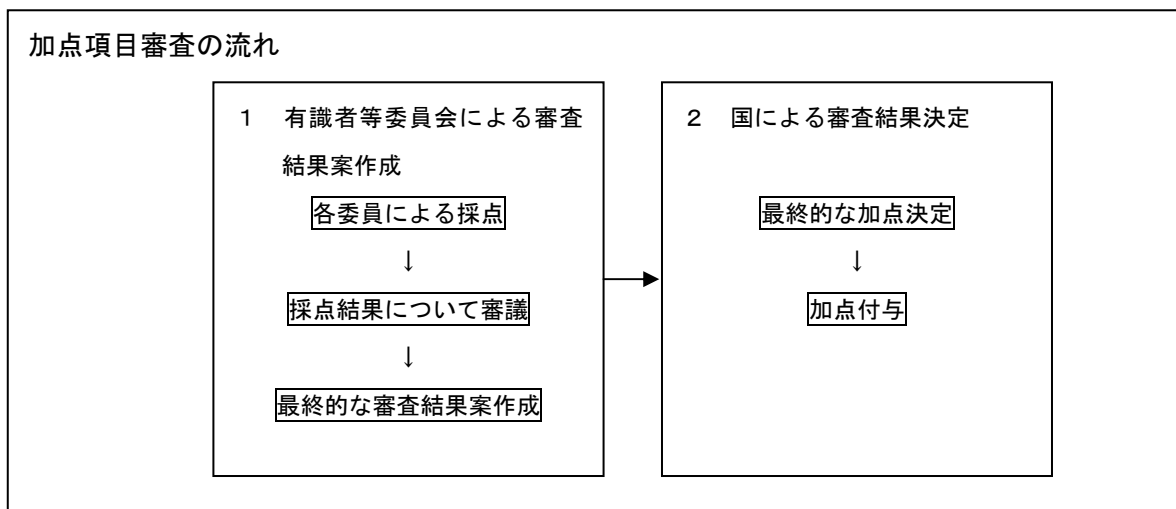 加点項目審査の流れ
1 有識者等委員会による審査
結果案作成
各委員による採点
↓
採点結果について審議
↓
最終的な審査結果案作成
2 国による審査結果決定
最終的な加点決定
↓
加点付与